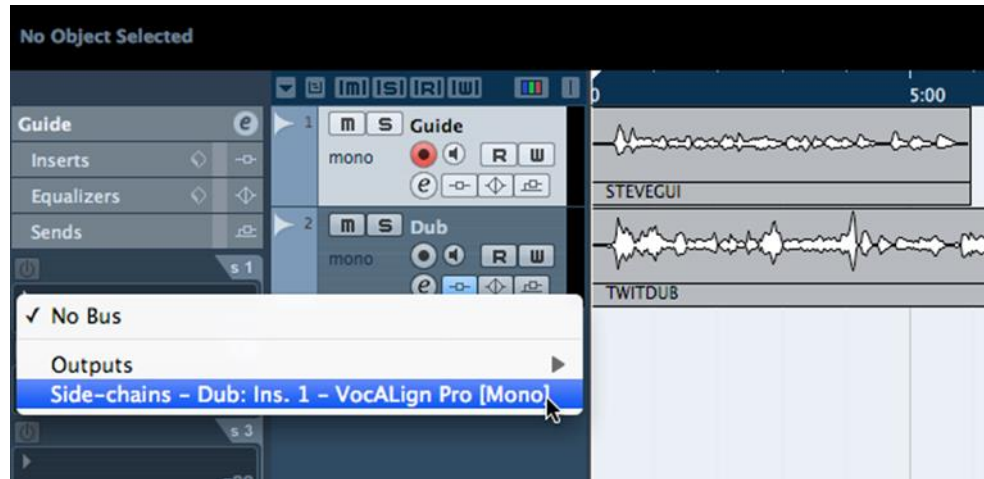 No Object Selected
m S R W
0 5:00
Guide e
1 m S Guide
Inserts
mono R W
e
Equalizers
STEVEGUI
Sends
2 m S Dub
s 1
mono R W
e
TWITDUB
✓ No Bus
Outputs
Side-chains – Dub: Ins. 1 – VocALign Pro [Mono]
s 3